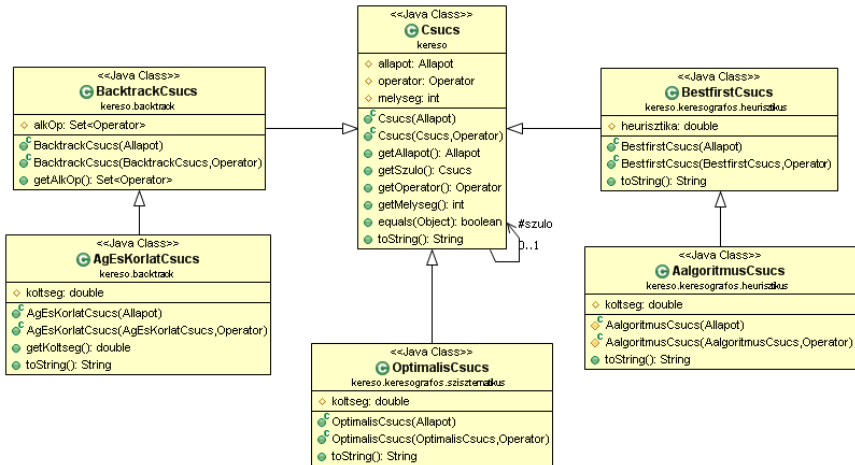 <<Java Class>>
Csucs
kereso
allapot: Allapot
operator: Operator
melyseg: int
Csucs(Allapot)
Csucs(Csucs,Operator)
getAllapot(): Allapot
getSzulo(): Csucs
getOperator(): Operator
getMelyseg(): int
equals(Object): boolean
toString(): String
#szulo
0..1
<<Java Class>>
BacktrackCsucs
kereso.backtrack
alkOp: Set<Operator>
BacktrackCsucs(Allapot)
BacktrackCsucs(BacktrackCsucs,Operator)
getAlkOp(): Set<Operator>
<<Java Class>>
BestfirstCsucs
kereso.keresografos.heurisztikus
heurisztika: double
BestfirstCsucs(Allapot)
BestfirstCsucs(BestfirstCsucs,Operator)
toString(): String
<<Java Class>>
AgEsKorlatCsucs
kereso.backtrack
koltseg: double
AgEsKorlatCsucs(Allapot)
AgEsKorlatCsucs(AgEsKorlatCsucs,Operator)
getKoltseg(): double
toString(): String
<<Java Class>>
AalgoritmusCsucs
kereso.keresografos.heurisztikus
koltseg: double
AalgoritmusCsucs(Allapot)
AalgoritmusCsucs(AalgoritmusCsucs,Operator)
toString(): String
<<Java Class>>
OptimalisCsucs
kereso.keresografos.szisztematikus
koltseg: double
OptimalisCsucs(Allapot)
OptimalisCsucs(OptimalisCsucs,Operator)
toString(): String